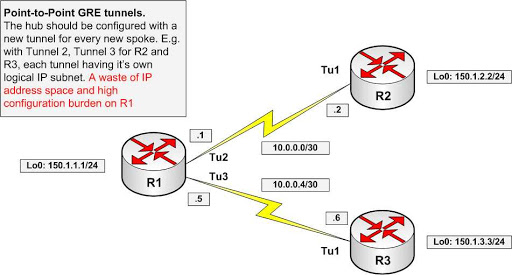 Point-to-Point GRE tunnels.
The hub should be configured with a
new tunnel for every new spoke. E.g.
with Tunnel 2, Tunnel 3 for R2 and
R3, each tunnel having it's own
logical IP subnet. A waste of IP
address space and high
configuration burden on R1
Tu1
R2
Lo0: 150.1.2.2/24
.2
.1
10.0.0.0/30
Tu2
Lo0: 150.1.1.1/24
R1
Tu3
10.0.0.4/30
.5
.6
Tu1
R3
Lo0: 150.1.3.3/24